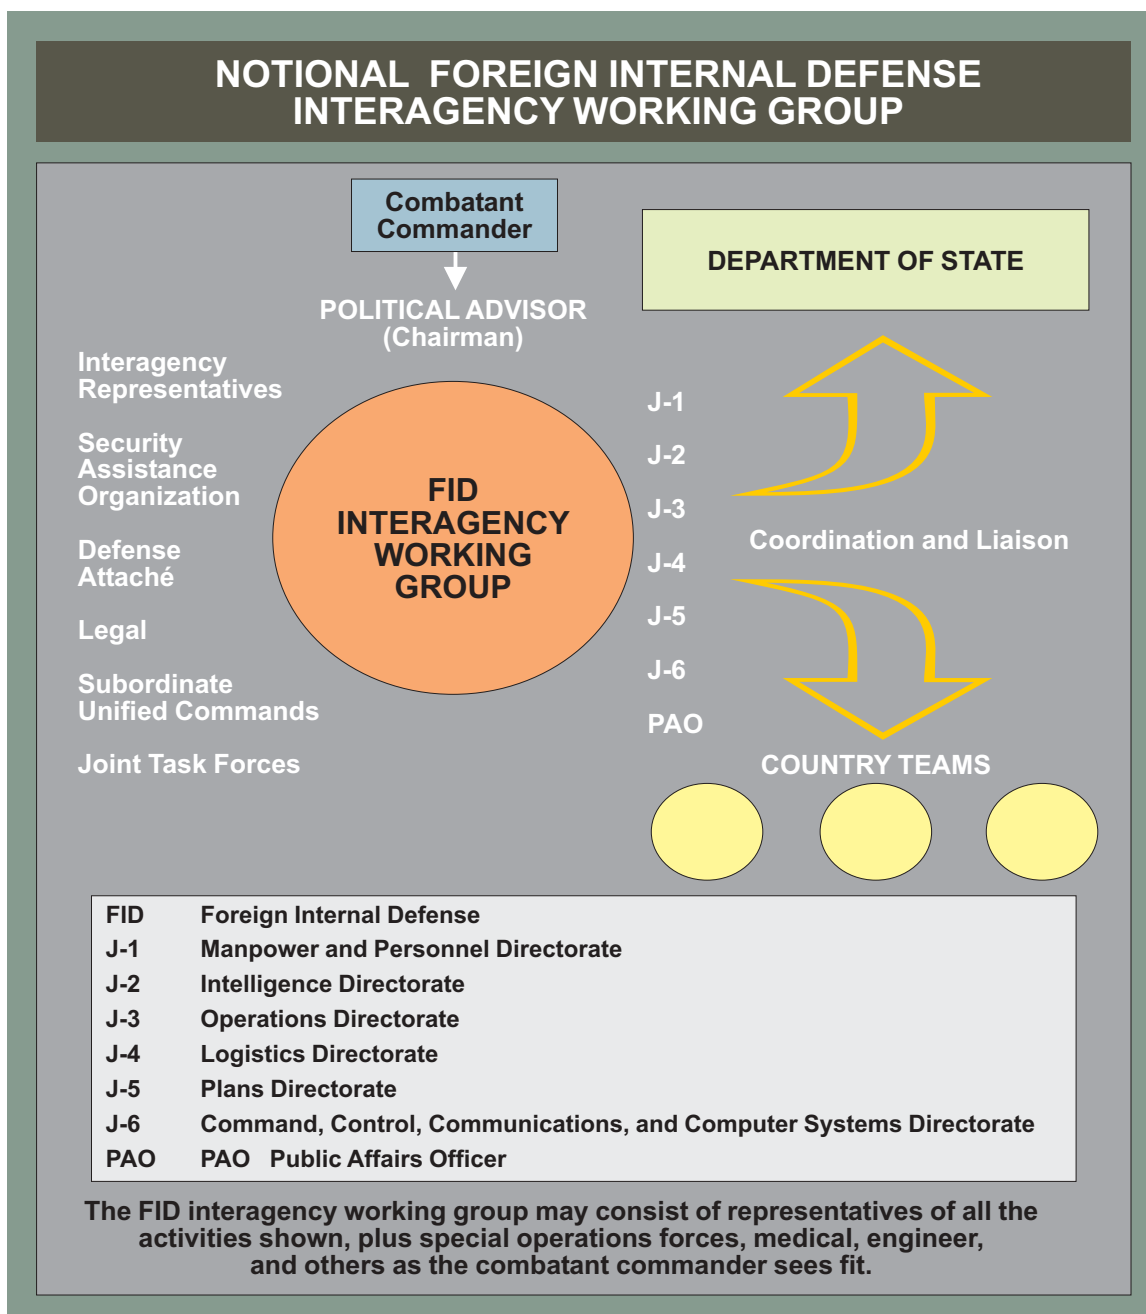 NOTIONAL FOREIGN INTERNAL DEFENSE
INTERAGENCY WORKING GROUP
Combatant
Commander
POLITICAL ADVISOR
(Chairman)
DEPARTMENT OF STATE
Interagency
Representatives
Security
Assistance
Organization
Defense
Attaché
Legal
Subordinate
Unified Commands
Joint Task Forces
FID
INTERAGENCY
WORKING
GROUP
J-1
J-2
J-3
J-4
J-5
J-6
PAO
Coordination and Liaison
COUNTRY TEAMS
FID Foreign Internal Defense
J-1 Manpower and Personnel Directorate
J-2 Intelligence Directorate
J-3 Operations Directorate
J-4 Logistics Directorate
J-5 Plans Directorate
J-6 Command, Control, Communications, and Computer Systems Directorate
PAO PAO Public Affairs Officer
The FID interagency working group may consist of representatives of all the
activities shown, plus special operations forces, medical, engineer,
and others as the combatant commander sees fit.